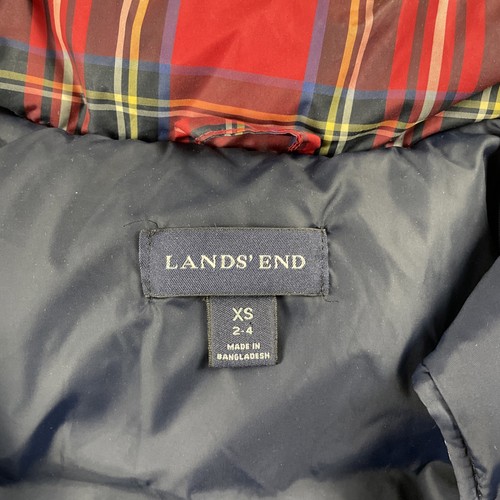 LANDS' END
XS
2-4
MADE IN
BANGLADESH